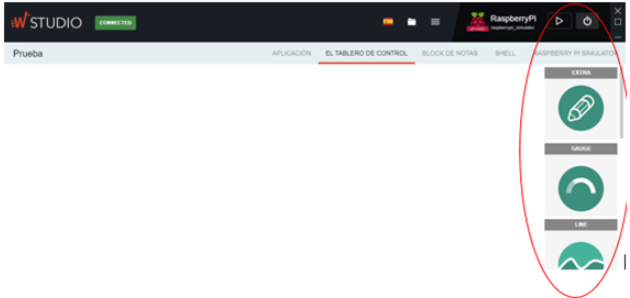 W STUDIO
CONNECTED
RaspberryPi
raspberrypi_simulator
Prueba
APLICACIÓN
EL TABLERO DE CONTROL
BLOCK DE NOTAS
SHELL
RASPBERRY PI SIMULATOR
EXTRA
GAUGE
LINE